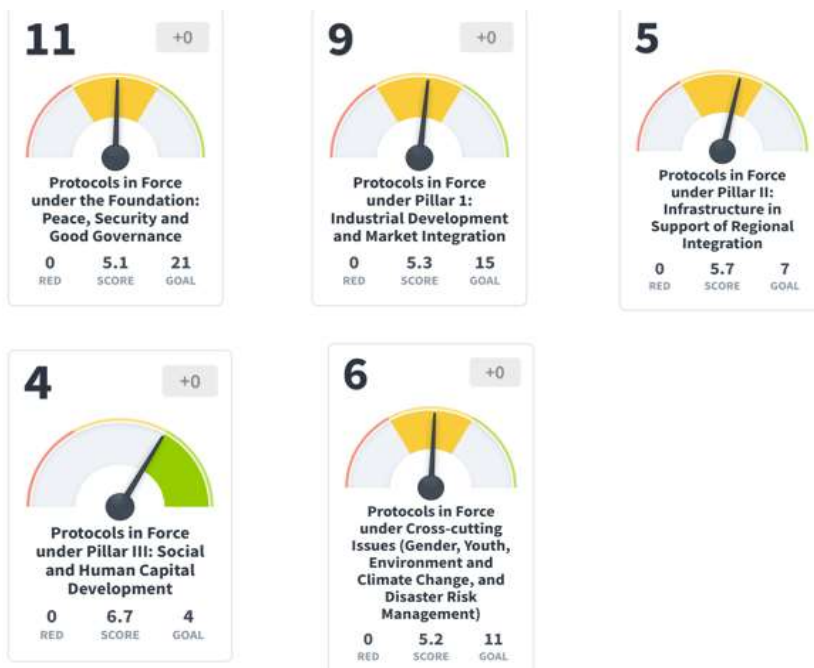 11
+0
Protocols in Force
under the Foundation:
Peace, Security and
Good Governance
0 5.1 21
RED SCORE GOAL
9
+0
Protocols in Force
under Pillar 1:
Industrial Development
and Market Integration
0 5.3 15
RED SCORE GOAL
5
Protocols in Force
under Pillar II:
Infrastructure in
Support of Regional
Integration
0 5.7 7
RED SCORE GOAL
4
+0
Protocols in Force
under Pillar III: Social
and Human Capital
Development
0 6.7 4
RED SCORE GOAL
6
+0
Protocols in Force
under Cross-cutting
Issues (Gender, Youth,
Environment and
Climate Change, and
Disaster Risk
Management)
0 5.2 11
RED SCORE GOAL